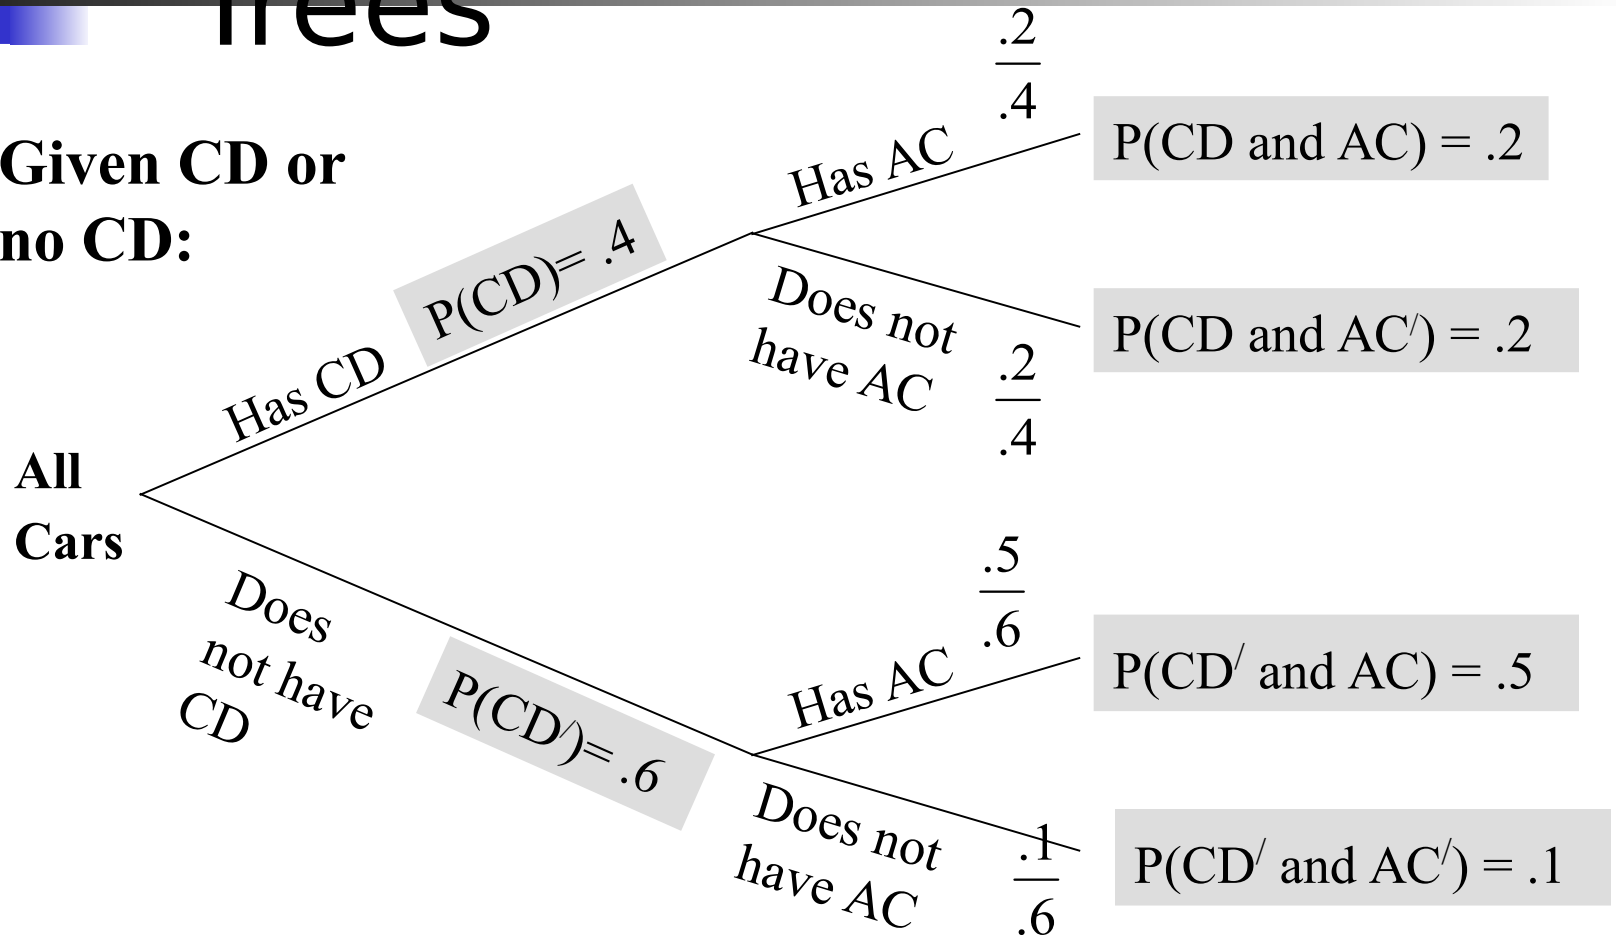 Trees
.2
.4
Given CD or
no CD:
Has AC
P(CD and AC) = .2
P(CD)= .4
Has CD
Does not
have AC
.2
.4
P(CD and AC/) = .2
All
Cars
Does
not have
CD
P(CD/)= .6
.5
.6
Has AC
P(CD/ and AC) = .5
Does not
have AC
.1
.6
P(CD/ and AC/) = .1